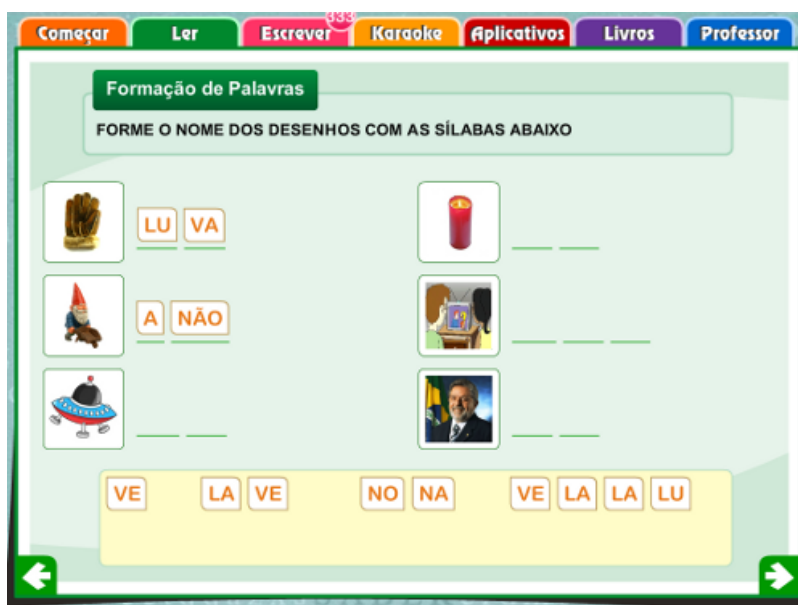 333
Começar Ler Escrever Karaoke Aplicativos Livros Professor
Formação de Palavras
FORME O NOME DOS DESENHOS COM AS SÍLABAS ABAIXO
LU VA
A NÃO
VE LA VE NO NA VE LA LA LU